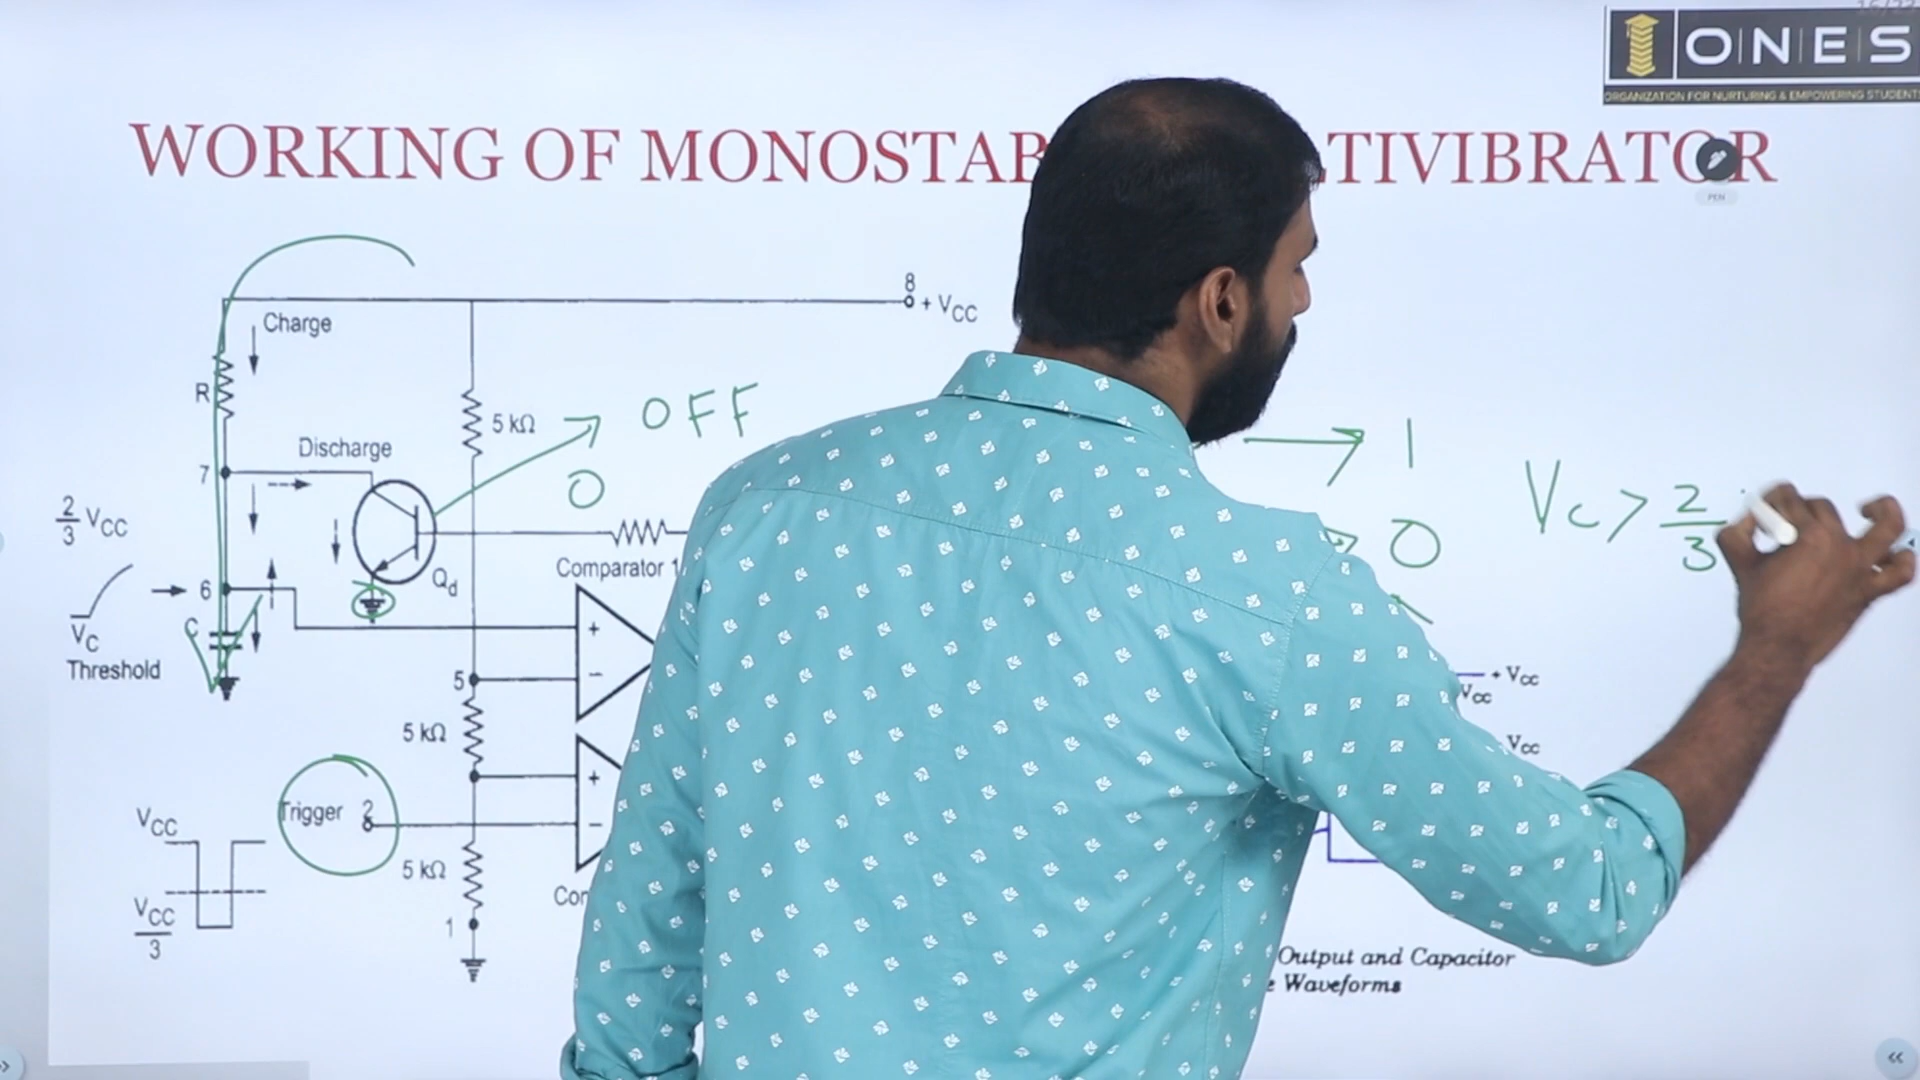 ONES
ORGANIZATION FOR NURTURING & EMPOWERING STUDENTS
WORKING OF MONOSTAB TIVIBRATOR
PEN
8
+ VCC
Charge
R
5 kΩ
OFF
Discharge
7
0
1
2/3 VCC
Vc > 2/3
0
Comparator 1
Qd
6
C
+
VC
Threshold
5
−
+ VCC
VCC
5 kΩ
VCC
+
Trigger 2
VCC
−
5 kΩ
VCC/3
1
Output and Capacitor
e Waveforms